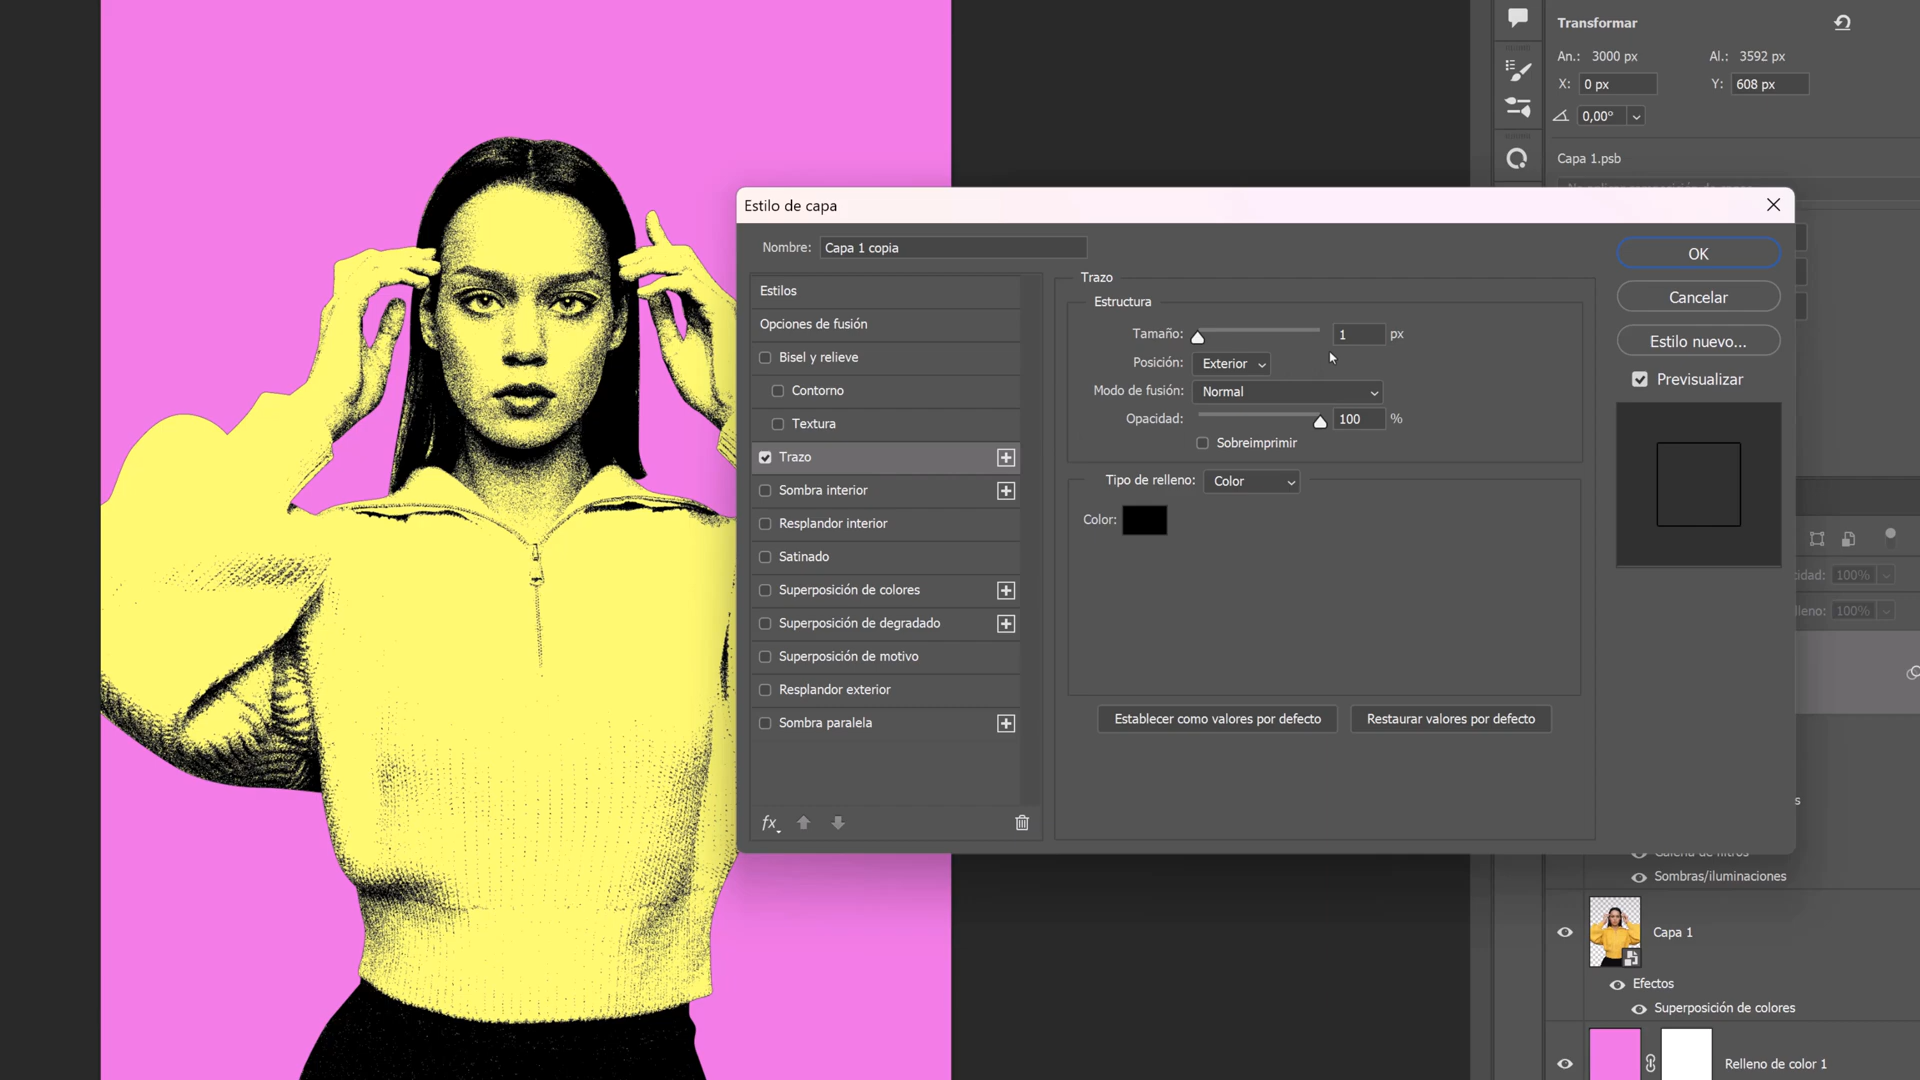 Transformar
An.: 3000 px Al.: 3592 px
X: 0 px Y: 608 px
0,00°
Capa 1.psb
Estilo de capa
Nombre: Capa 1 copia
Estilos
Opciones de fusión
Bisel y relieve
Contorno
Textura
Trazo
Sombra interior
Resplandor interior
Satinado
Superposición de colores
Superposición de degradado
Superposición de motivo
Resplandor exterior
Sombra paralela
fx
Trazo
Estructura
Tamaño: 1 px
Posición: Exterior
Modo de fusión: Normal
Opacidad: 100 %
Sobreimprimir
Tipo de relleno: Color
Color:
Establecer como valores por defecto
Restaurar valores por defecto
OK
Cancelar
Estilo nuevo...
Previsualizar
cidad: 100%
lleno: 100%
s
Sombras/iluminaciones
Capa 1
Efectos
Superposición de colores
Relleno de color 1